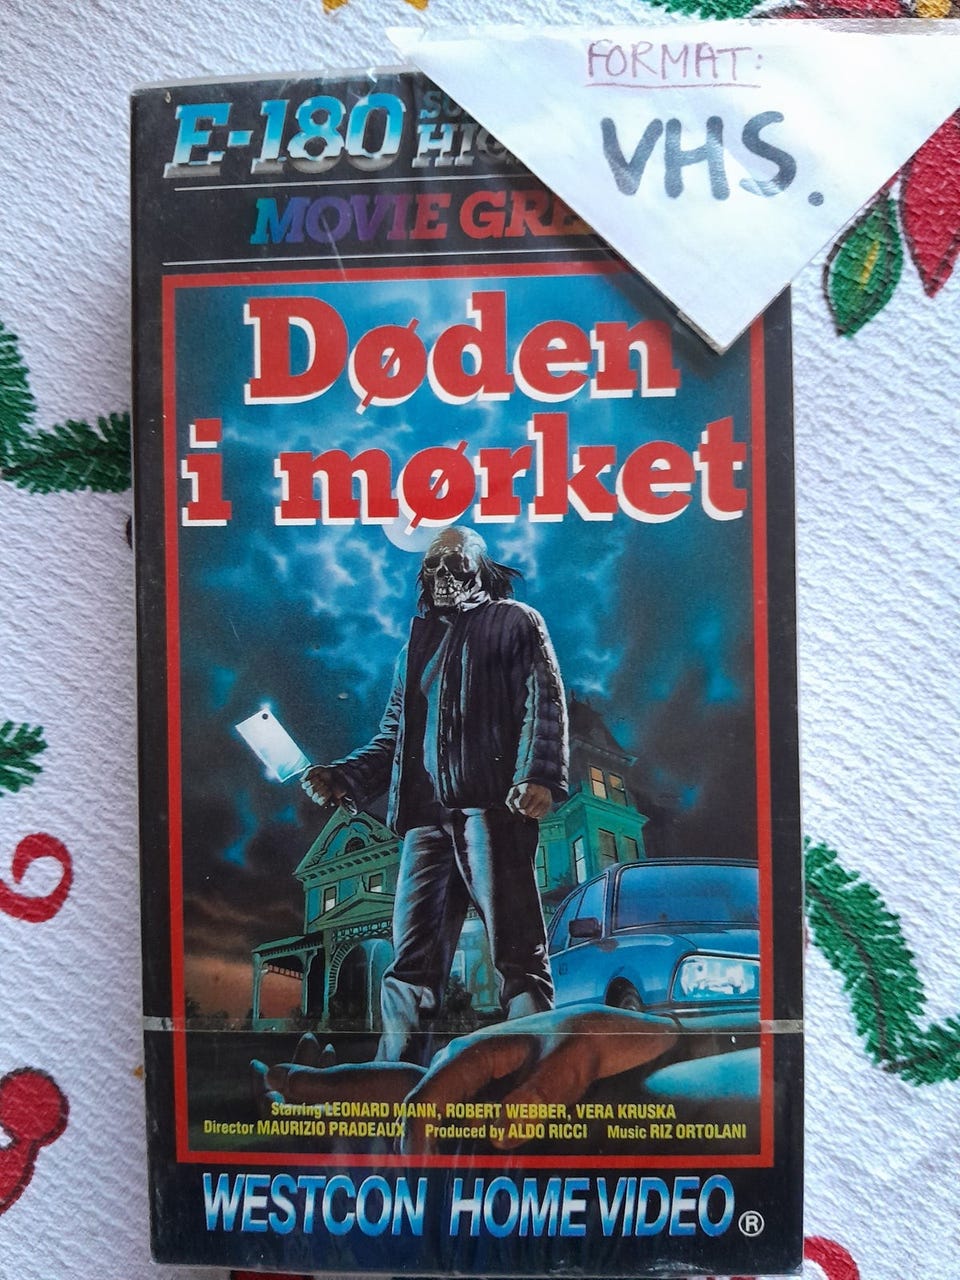 FORMAT:
VHS.
E-180
MOVIE
Døden
i mørket
Starring LEONARD MANN, ROBERT WEBBER, VERA KRUSKA
Director MAURIZIO PRADEAUX Produced by ALDO RICCI Music RIZ ORTOLANI
WESTCON HOME VIDEO ®